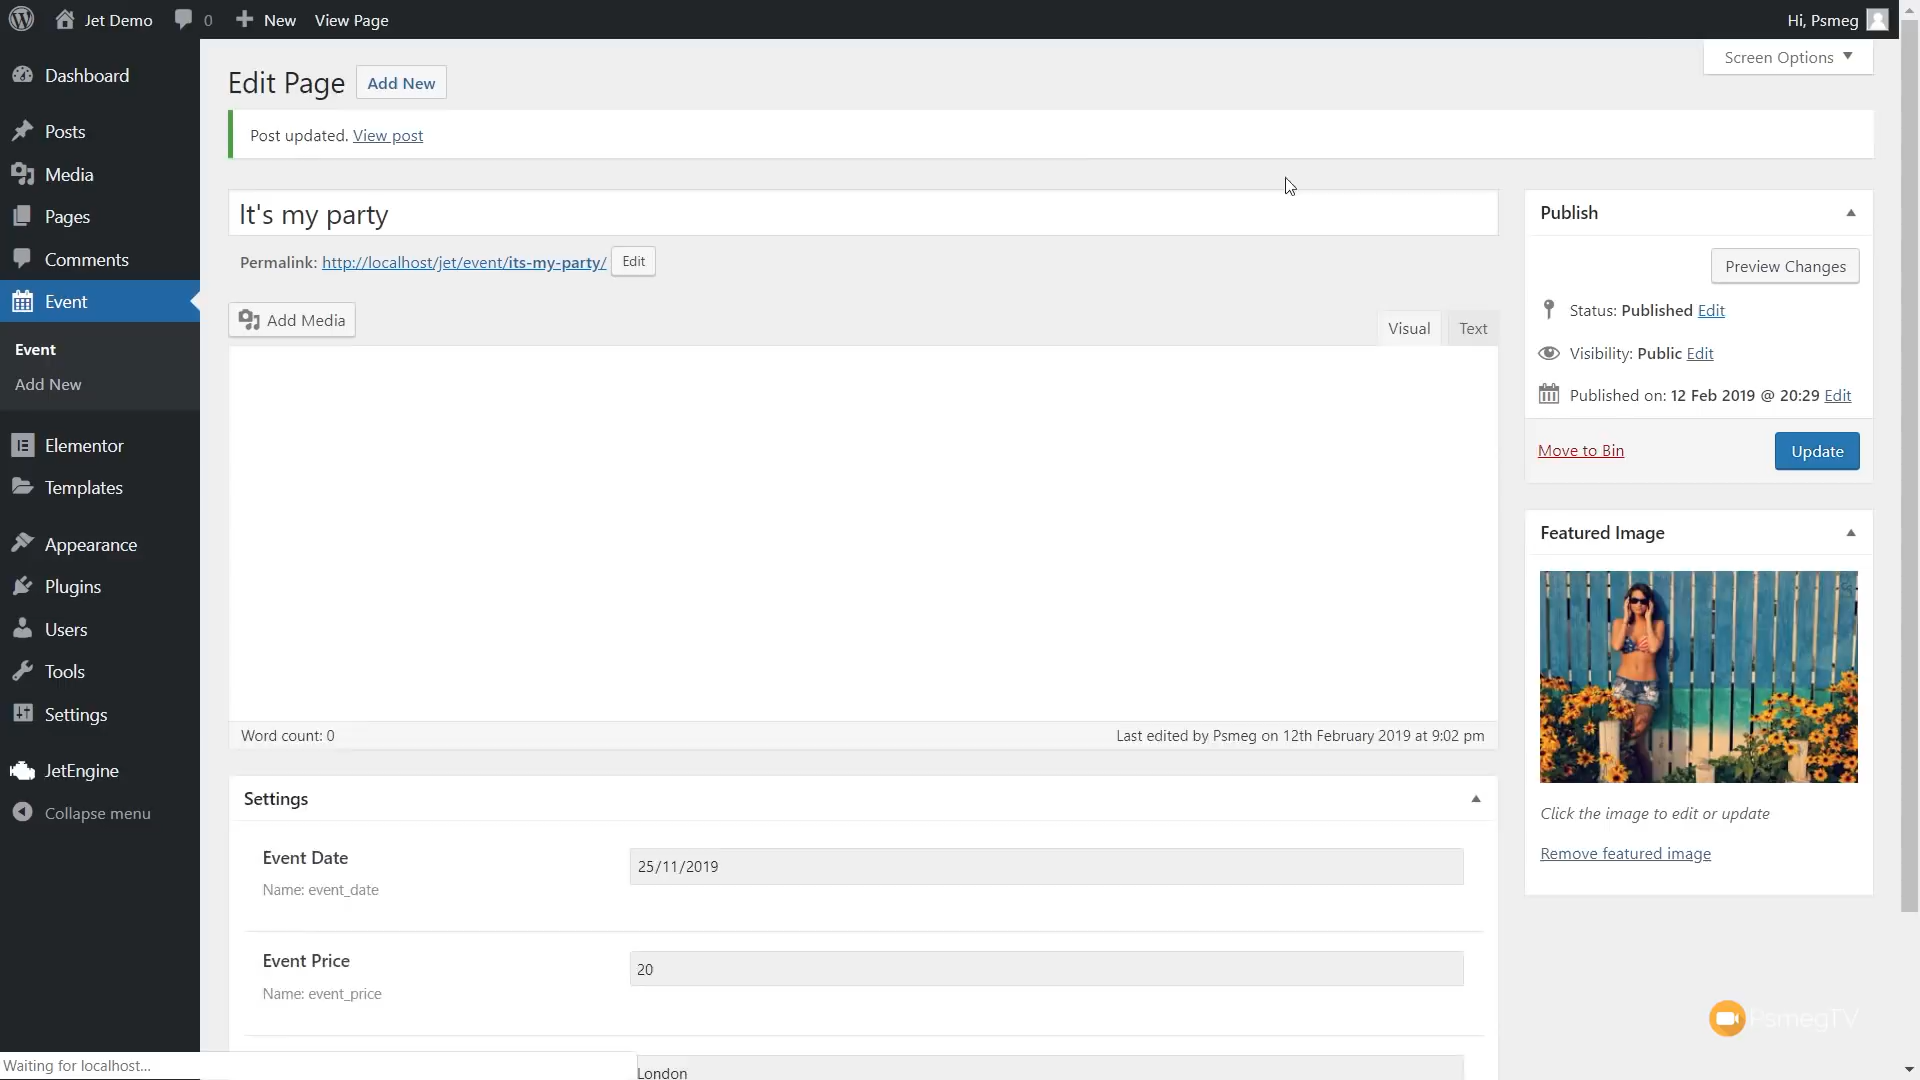 Jet Demo 0 New View Page Hi, Psmeg
Screen Options
Dashboard
Posts
Media
Pages
Comments
Event
Event
Add New
Elementor
Templates
Appearance
Plugins
Users
Tools
Settings
JetEngine
Collapse menu
Edit Page Add New
Post updated. View post
It's my party
Permalink: http://localhost/jet/event/its-my-party/ Edit
Add Media
Visual Text
Word count: 0 Last edited by Psmeg on 12th February 2019 at 9:02 pm
Settings
Event Date
Name: event_date
25/11/2019
Event Price
Name: event_price
20
London
Publish
Preview Changes
Status: Published Edit
Visibility: Public Edit
Published on: 12 Feb 2019 @ 20:29 Edit
Move to Bin Update
Featured Image
Click the image to edit or update
Remove featured image
PsmegTV
Waiting for localhost...